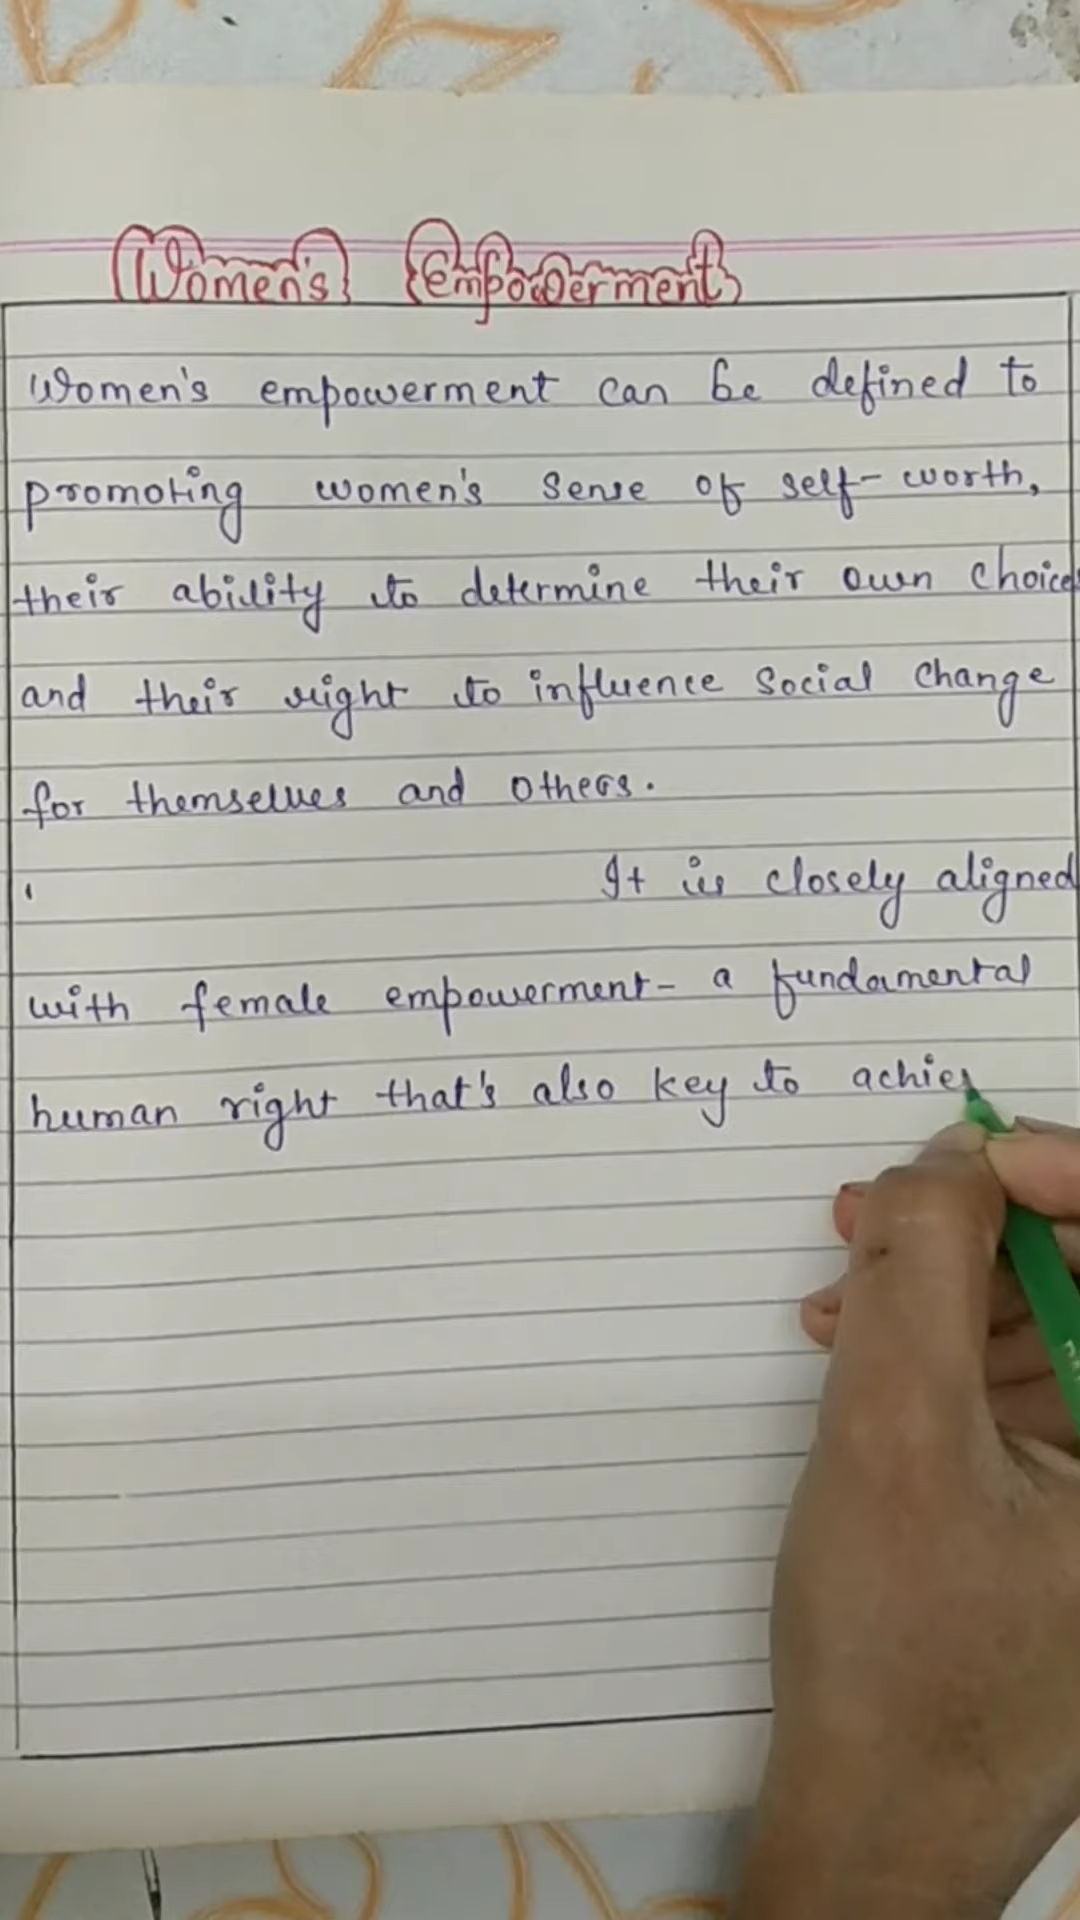 Women's Empowerment
Women's empowerment can be defined to
promoting women's sense of self-worth,
their ability to determine their own choice
and their right to influence social change
for themselves and others.
It is closely aligned
with female empowerment- a fundamental
human right that's also key to achiev